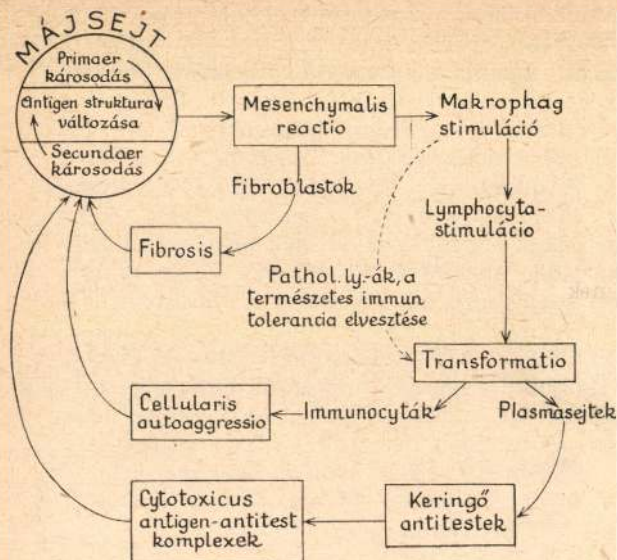 MÁJSEJT
Primaer
károsodás
Antigen struktura
változása
Secundaer
károsodás
Mesenchymalis
reactio
Makrophag
stimuláció
Fibroblastok
Lymphocyta-
stimulácio
Fibrosis
Pathol. ly.-ák, a
természetes immun
tolerancia elvesztése
Transformatio
Cellularis
autoaggressio
Immunocyták
Plasmasejtek
Cytotoxicus
antigen-antitest
komplexek
Keringő
antitestek